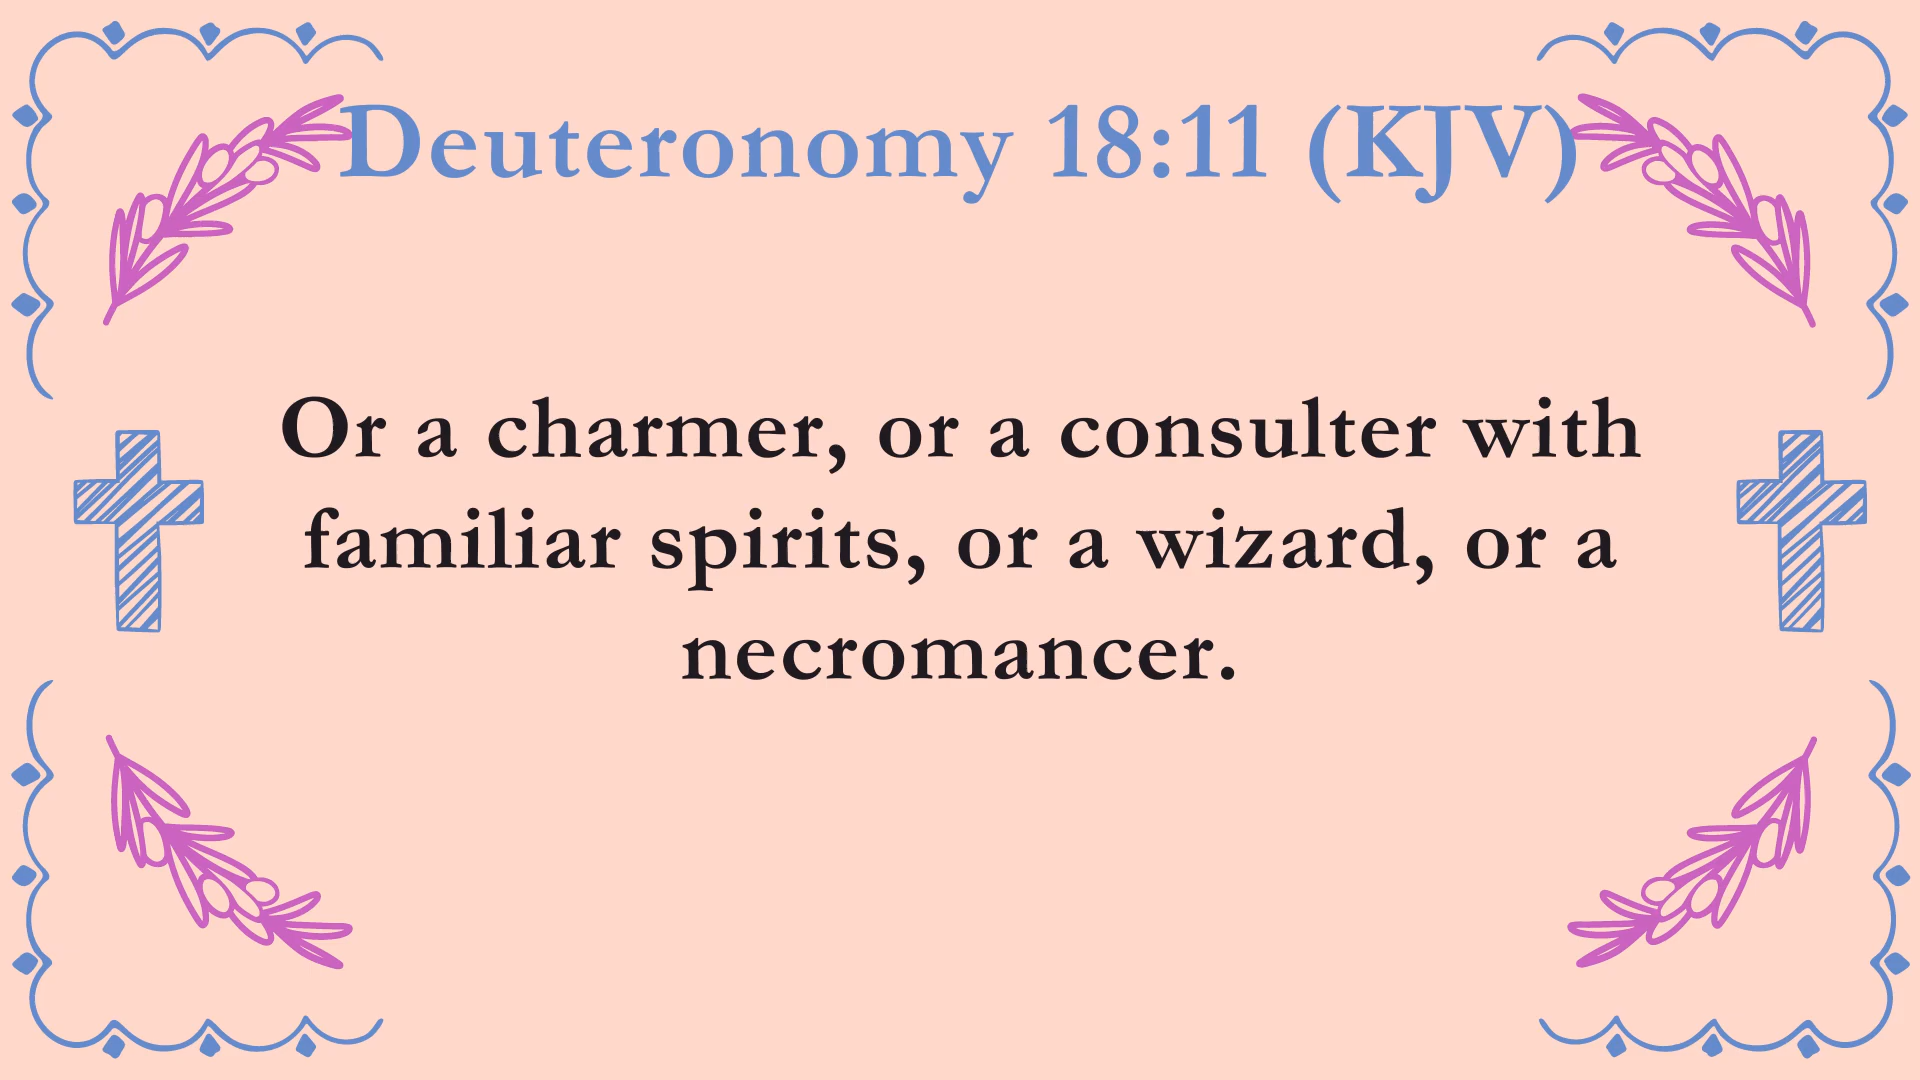 Deuteronomy 18:11 (KJV)
Or a charmer, or a consulter with
familiar spirits, or a wizard, or a
necromancer.